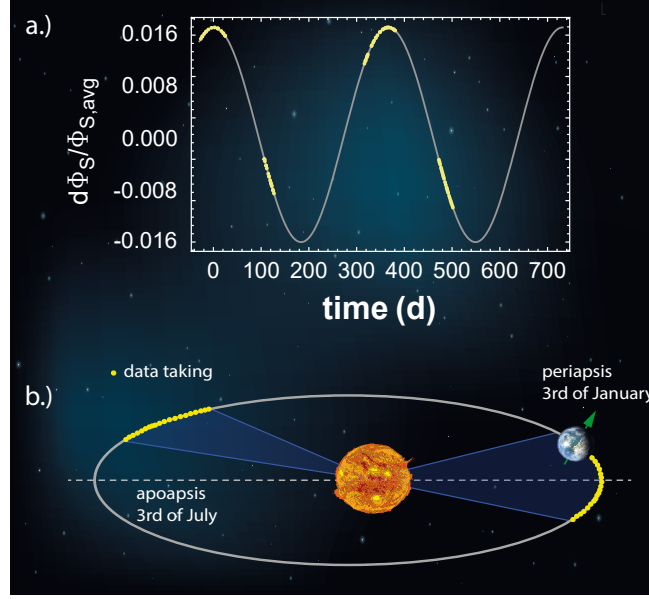 a.)
0.016
0.008
0.000
-0.008
-0.016
dΦS/ΦS,avg
0 100 200 300 400 500 600 700
time (d)
data taking
b.)
periapsis
3rd of January
apoapsis
3rd of July